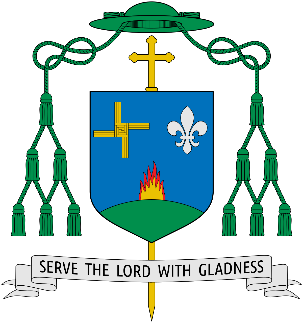 SERVE THE LORD WITH GLADNESS